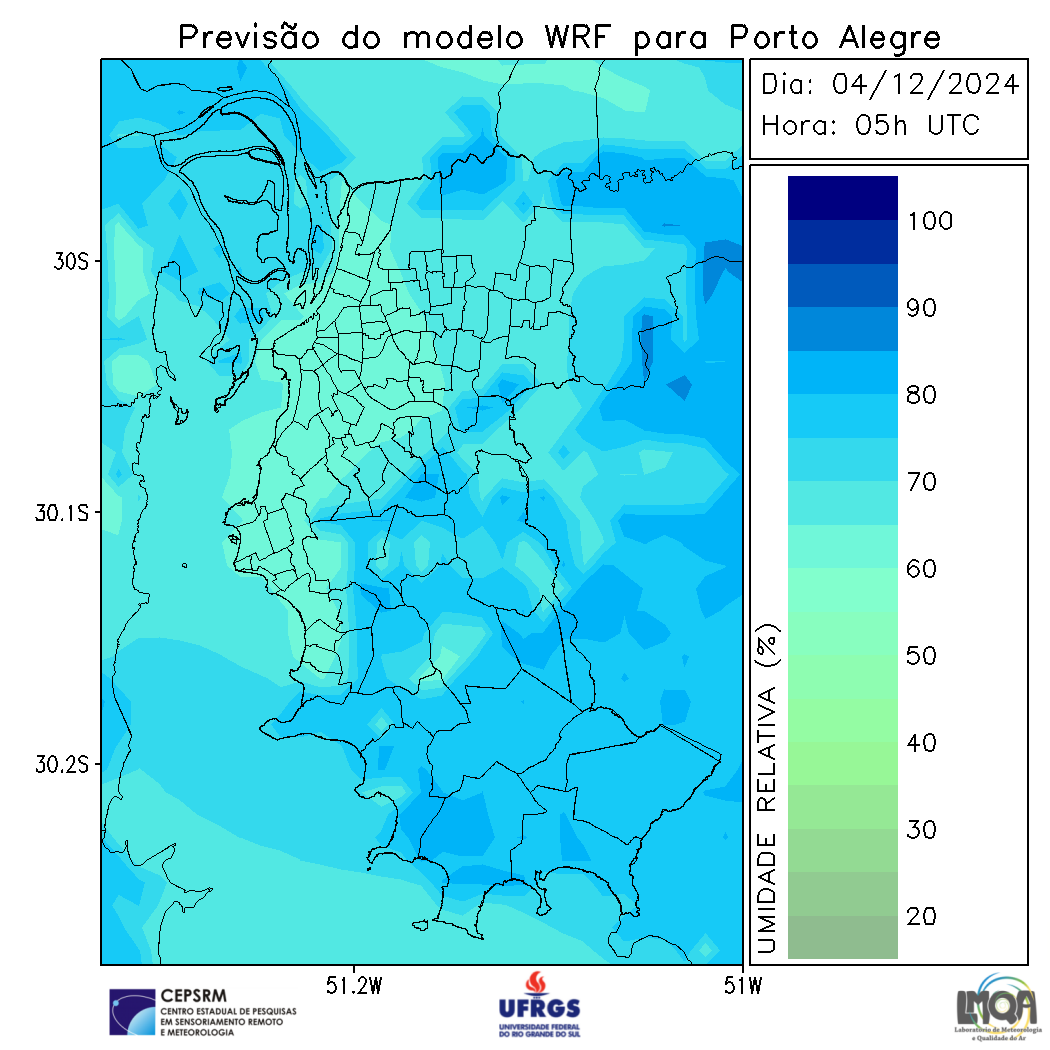 Previsão do modelo WRF para Porto Alegre
Dia: 04/12/2024
Hora: 05h UTC
30S
30.1S
30.2S
51.2W
51W
UMIDADE RELATIVA (%)
100
90
80
70
60
50
40
30
20
CEPSRM
CENTRO ESTADUAL DE PESQUISAS
EM SENSORIAMENTO REMOTO
E METEOROLOGIA
UFRGS
UNIVERSIDADE FEDERAL
DO RIO GRANDE DO SUL
LMQA
Laboratório de Meteorologia
e Qualidade do Ar